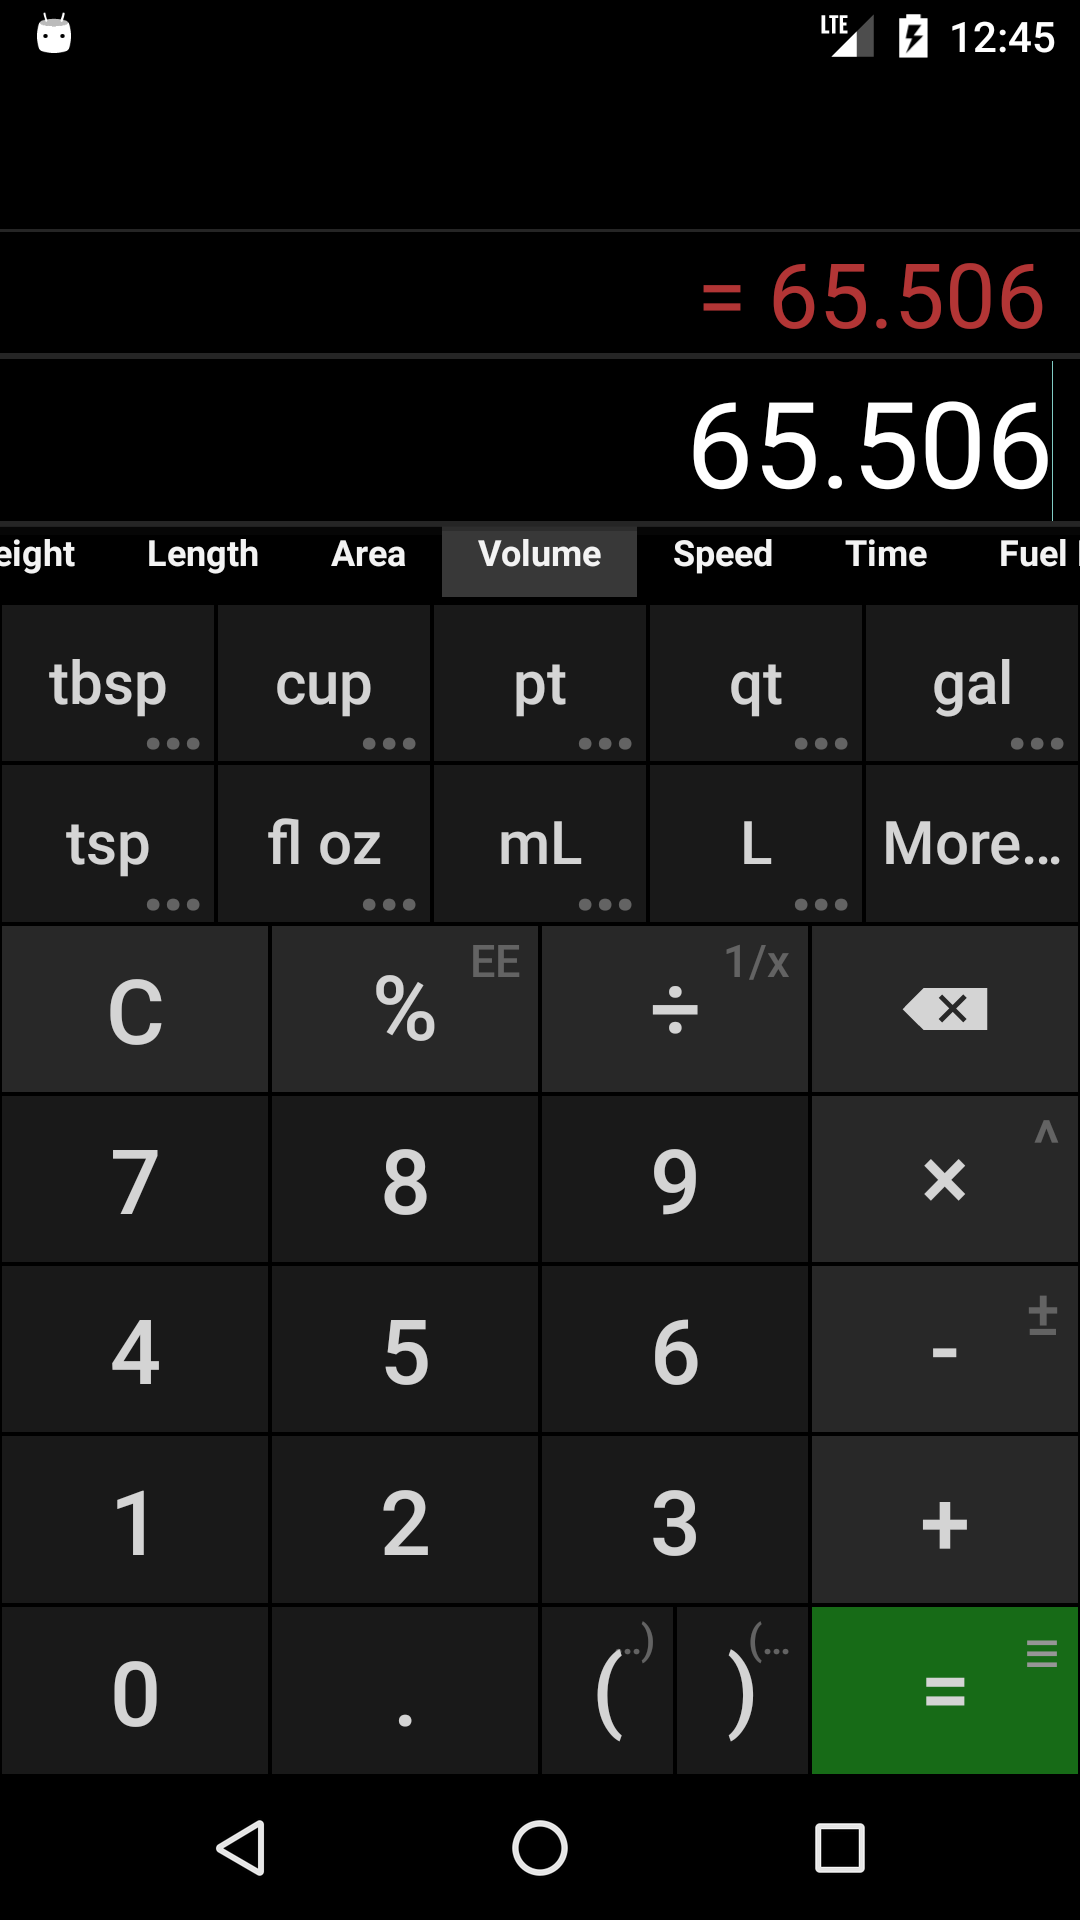 LTE 12:45
= 65.506
65.506
eight Length Area Volume Speed Time Fuel
tbsp cup pt qt gal
tsp fl oz mL L More...
C % EE ÷ 1/x
7 8 9 × ^
4 5 6 - ±
1 2 3 +
0 . ( ..) ) (... =